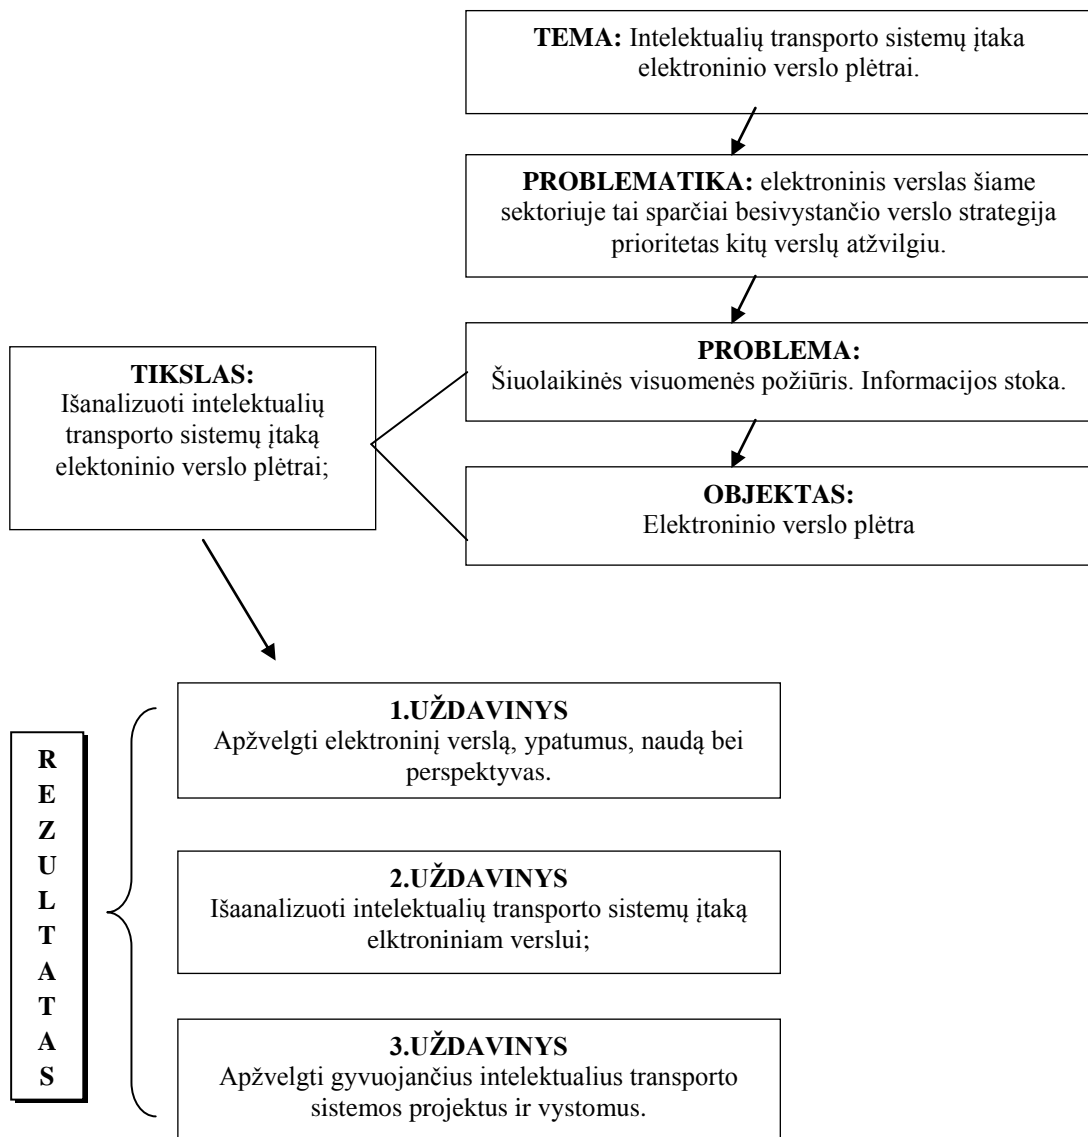 TEMA: Intelektualių transporto sistemų įtaka
elektroninio verslo plėtrai.
PROBLEMATIKA: elektroninis verslas šiame
sektoriuje tai sparčiai besivystančio verslo strategija
prioritetas kitų verslų atžvilgiu.
PROBLEMA:
Šiuolaikinės visuomenės požiūris. Informacijos stoka.
TIKSLAS:
Išanalizuoti intelektualių
transporto sistemų įtaką
elektoninio verslo plėtrai;
OBJEKTAS:
Elektroninio verslo plėtra
1.UŽDAVINYS
Apžvelgti elektroninį verslą, ypatumus, naudą bei
perspektyvas.
R
E
Z
U
L
T
A
T
A
S
2.UŽDAVINYS
Išaanalizuoti intelektualių transporto sistemų įtaką
elktroniniam verslui;
3.UŽDAVINYS
Apžvelgti gyvuojančius intelektualius transporto
sistemos projektus ir vystomus.